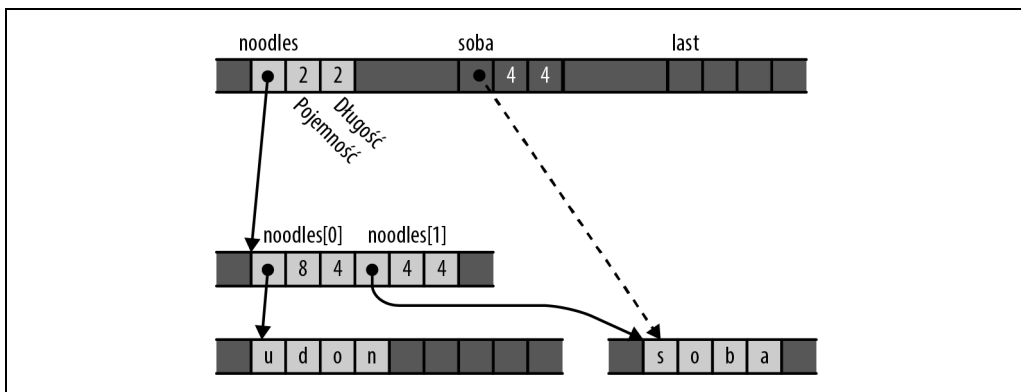 noodles soba last
2 2 4 4
Pojemność
Długość
noodles[0] noodles[1]
8 4 4 4
u d o n s o b a